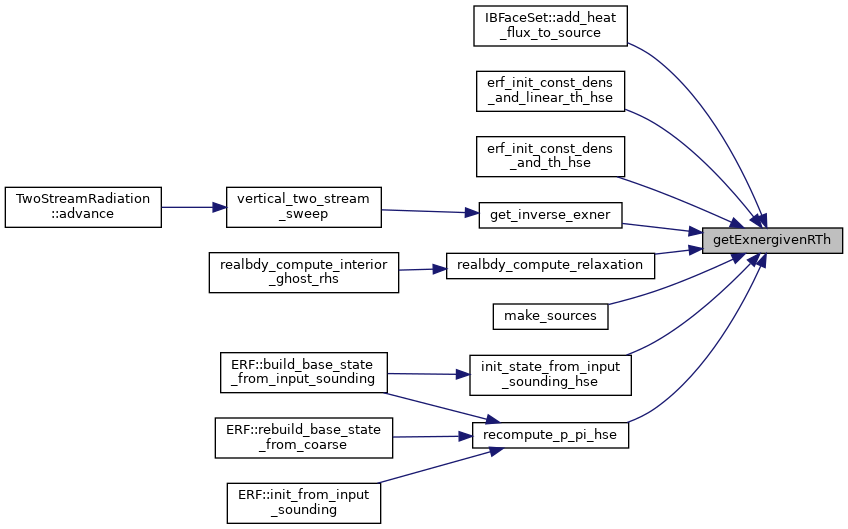 IBFaceSet::add_heat
_flux_to_source
erf_init_const_dens
_and_linear_th_hse
erf_init_const_dens
_and_th_hse
TwoStreamRadiation
::advance
vertical_two_stream
_sweep
get_inverse_exner
getExnergivenRTh
realbdy_compute_interior
_ghost_rhs
realbdy_compute_relaxation
make_sources
ERF::build_base_state
_from_input_sounding
init_state_from_input
_sounding_hse
ERF::rebuild_base_state
_from_coarse
recompute_p_pi_hse
ERF::init_from_input
_sounding